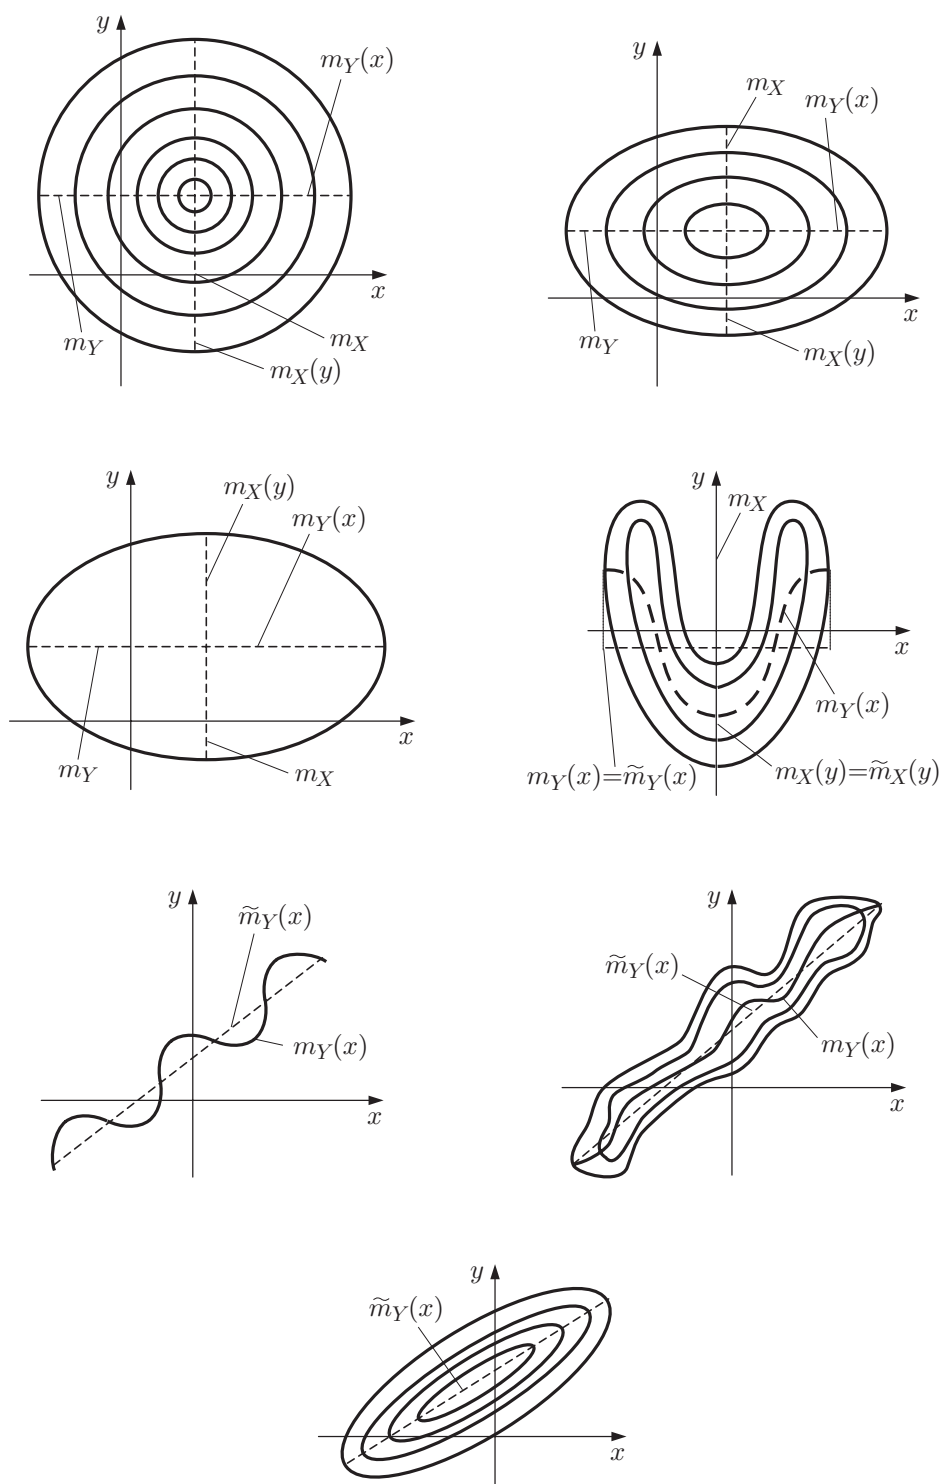 y
m_Y(x)
x
m_Y
m_X
m_X(y)
y
m_X
m_Y(x)
x
m_Y
m_X(y)
y
m_X(y)
m_Y(x)
x
m_Y
m_X
y
m_X
x
m_Y(x)
m_Y(x)=m̃_Y(x)
m_X(y)=m̃_X(y)
y
m̃_Y(x)
m_Y(x)
x
y
m̃_Y(x)
m_Y(x)
x
y
m̃_Y(x)
x